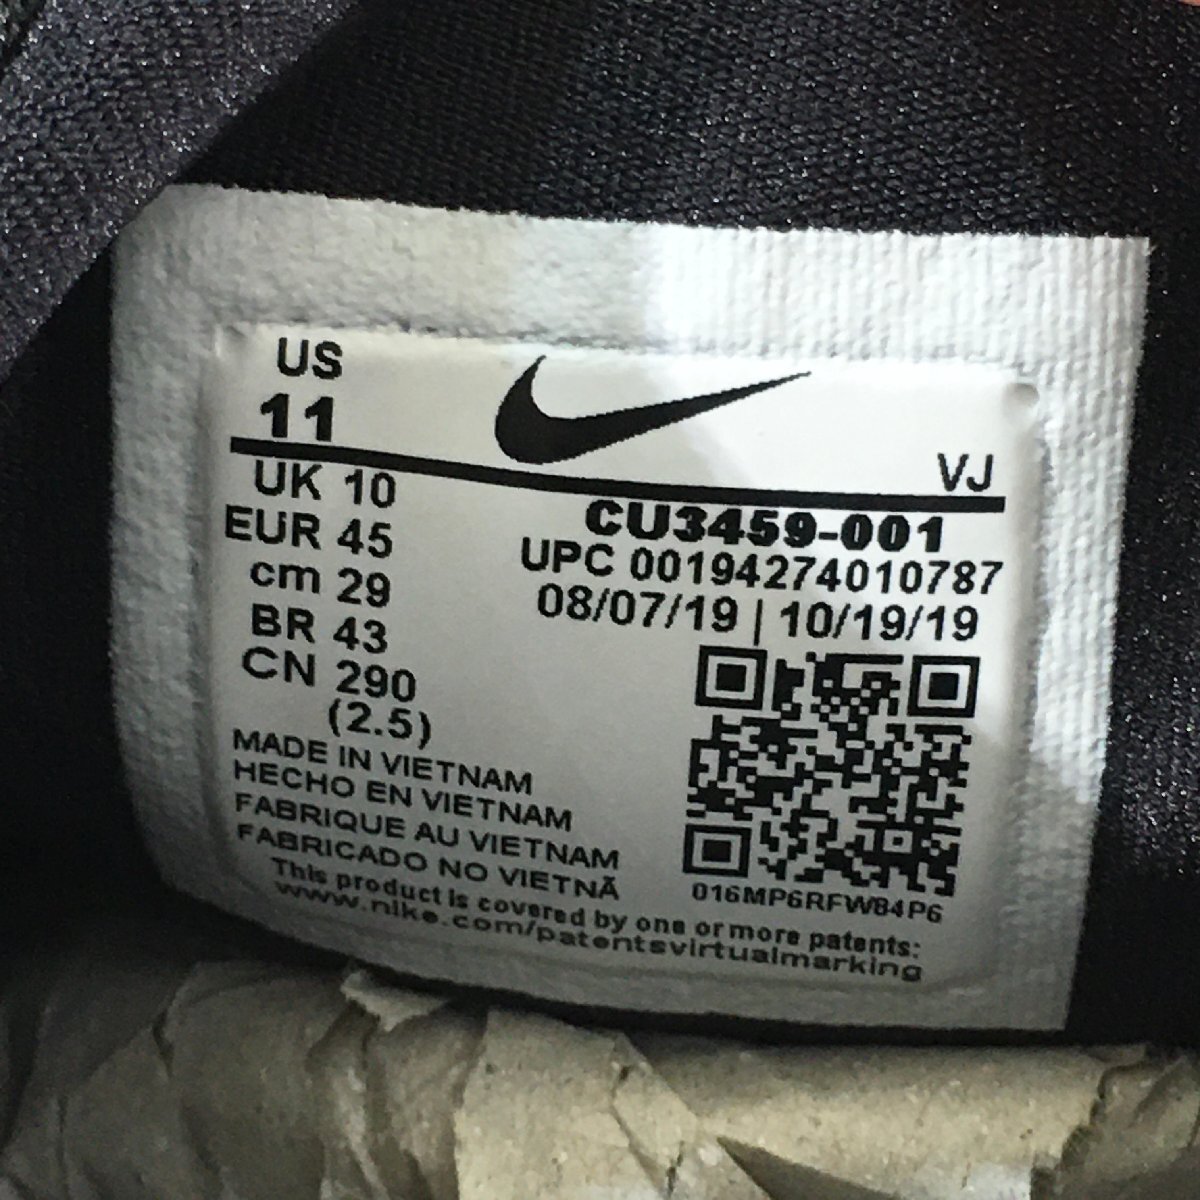 US
11
VJ
UK 10
EUR 45
cm 29
BR 43
CN 290
(2.5)
CU3459-001
UPC 00194274010787
08/07/19 | 10/19/19
MADE IN VIETNAM
HECHO EN VIETNAM
FABRIQUE AU VIETNAM
FABRICADO NO VIETNÃ
016MP6RFW84P6
This product is covered by one or more patents:
www.nike.com/patentsvirtualmarking